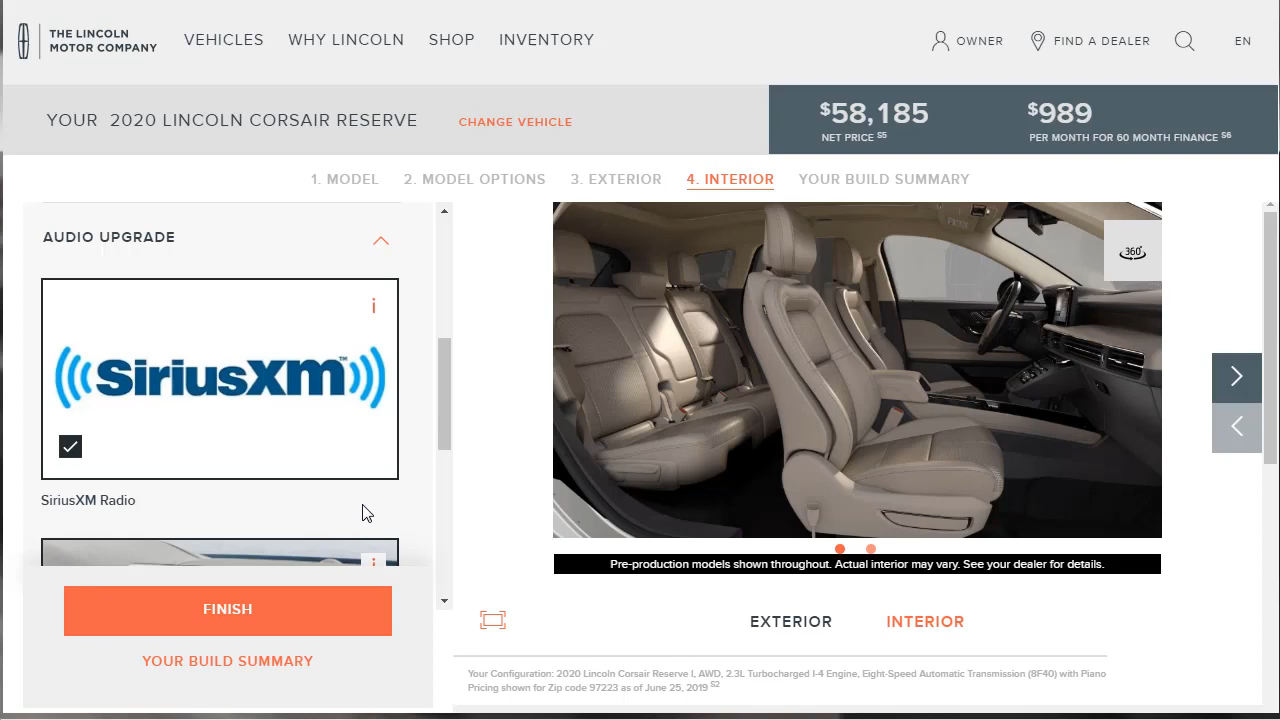 THE LINCOLN
MOTOR COMPANY
VEHICLES WHY LINCOLN SHOP INVENTORY
OWNER FIND A DEALER EN
YOUR 2020 LINCOLN CORSAIR RESERVE CHANGE VEHICLE
$58,185 $989
NET PRICE S5 PER MONTH FOR 60 MONTH FINANCE S6
1. MODEL 2. MODEL OPTIONS 3. EXTERIOR 4. INTERIOR YOUR BUILD SUMMARY
AUDIO UPGRADE
360°
i
SiriusXM™
SiriusXM Radio
i
Pre-production models shown throughout. Actual interior may vary. See your dealer for details.
FINISH
EXTERIOR INTERIOR
YOUR BUILD SUMMARY
Your Configuration: 2020 Lincoln Corsair Reserve I, AWD, 2.3L Turbocharged I-4 Engine, Eight-Speed Automatic Transmission (8F40) with Piano
Pricing shown for Zip code 97223 as of June 25, 2019 S2